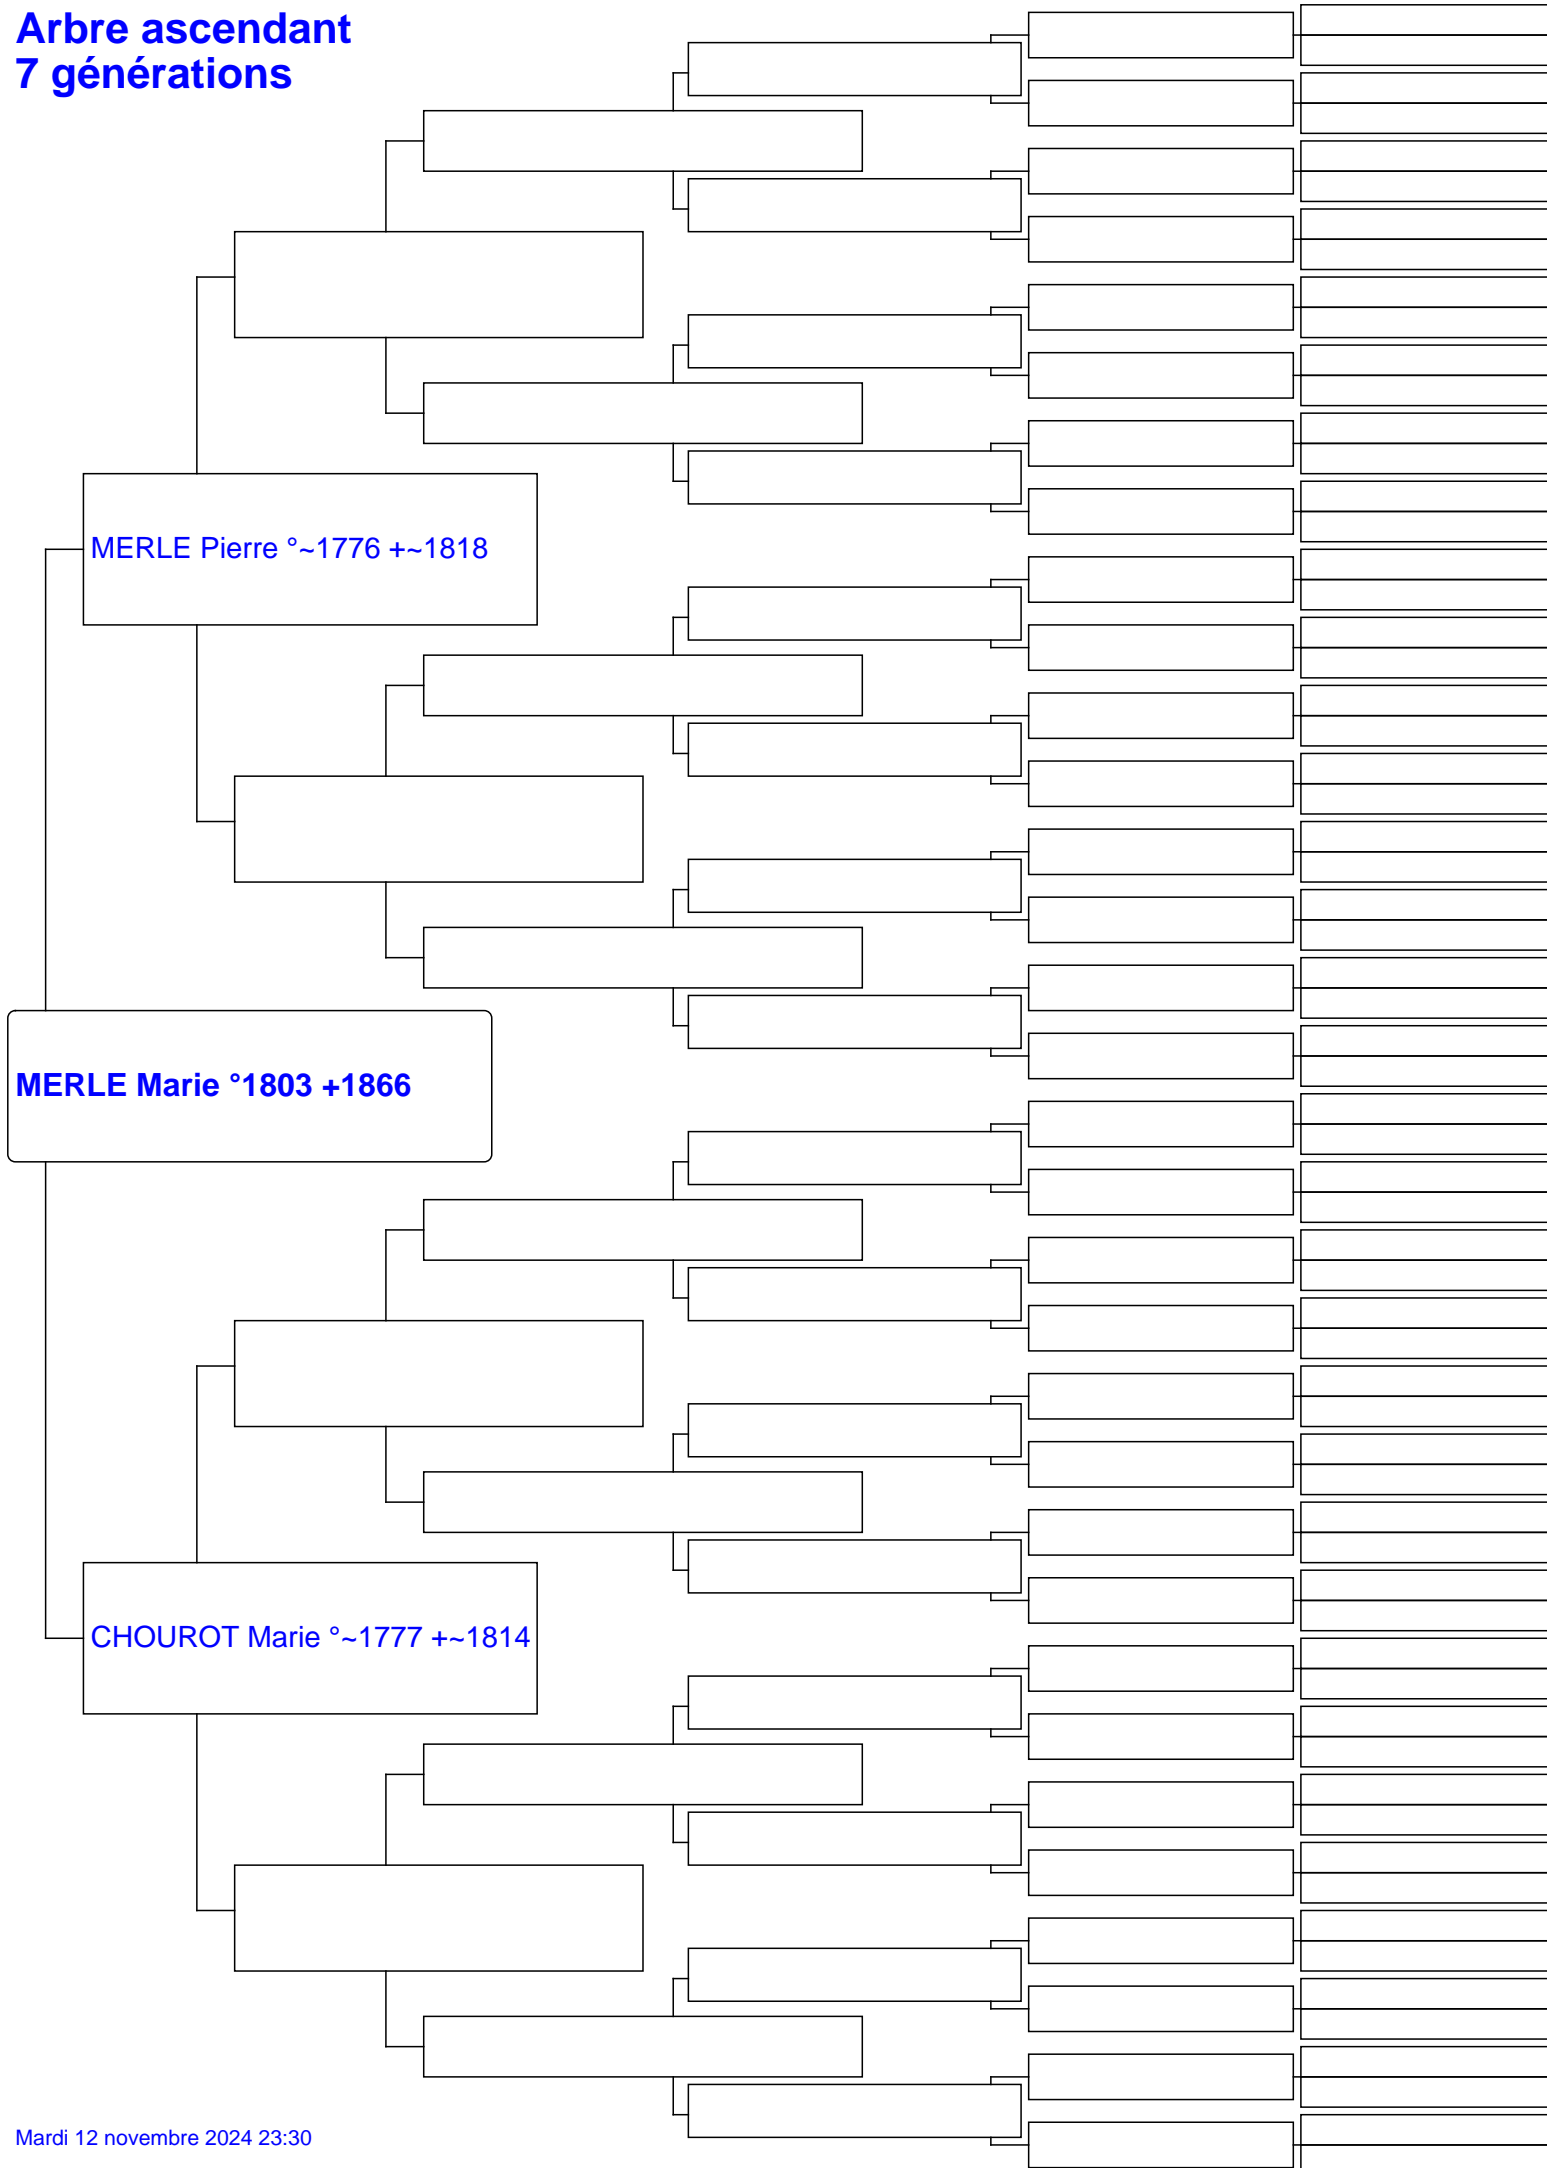 Arbre ascendant
7 générations
MERLE Pierre °~1776 +~1818
MERLE Marie °1803 +1866
CHOUROT Marie °~1777 +~1814
Mardi 12 novembre 2024 23:30